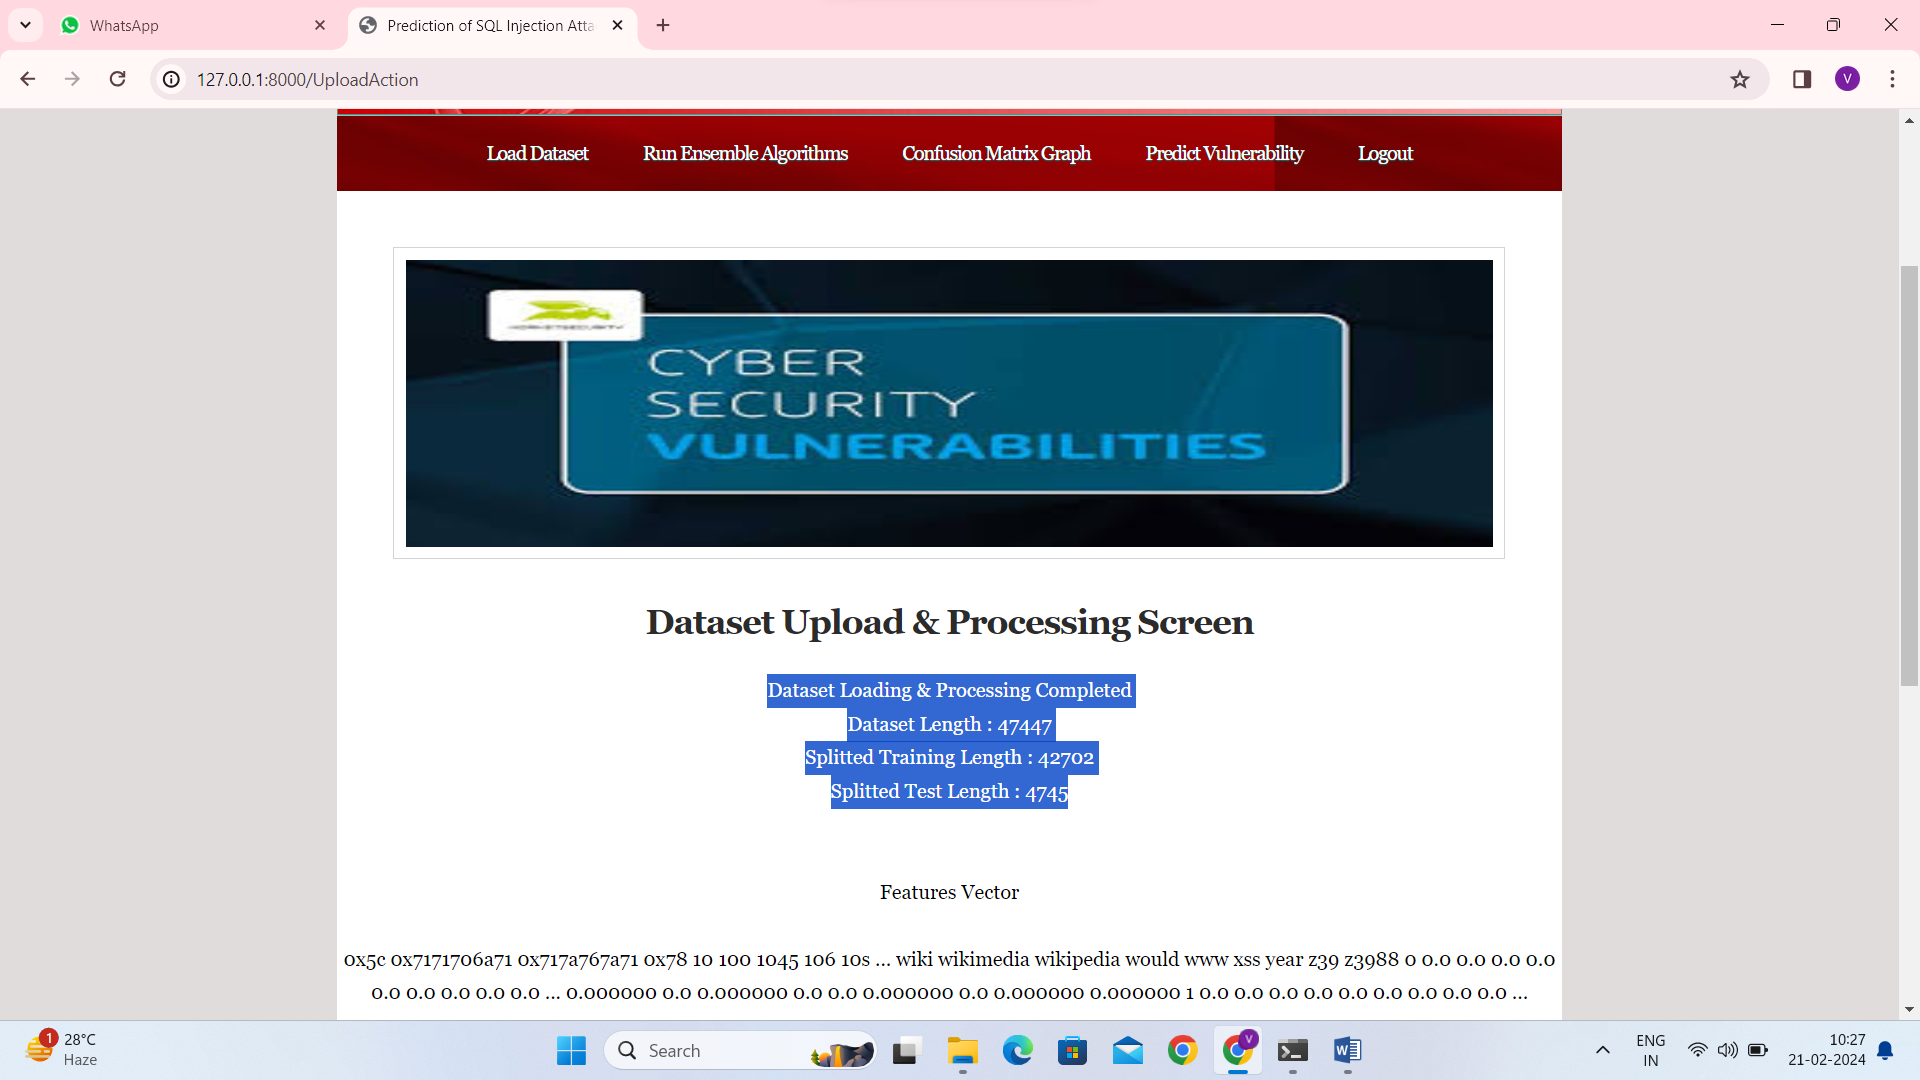 WhatsApp
Prediction of SQL Injection Atta
127.0.0.1:8000/UploadAction
V
Load Dataset
Run Ensemble Algorithms
Confusion Matrix Graph
Predict Vulnerability
Logout
CYBER
SECURITY
VULNERABILITIES
Dataset Upload & Processing Screen
Dataset Loading & Processing Completed
Dataset Length : 47447
Splitted Training Length : 42702
Splitted Test Length : 4745
Features Vector
0x5c 0x7171706a71 0x717a767a71 0x78 10 100 1045 106 10s ... wiki wikimedia wikipedia would www xss year z39 z3988 0 0.0 0.0 0.0 0.0
0.0 0.0 0.0 0.0 0.0 ... 0.000000 0.0 0.000000 0.0 0.0 0.000000 0.0 0.000000 0.000000 1 0.0 0.0 0.0 0.0 0.0 0.0 0.0 0.0 0.0 ...
1
28°C
Haze
Search
V
ENG
IN
10:27
21-02-2024